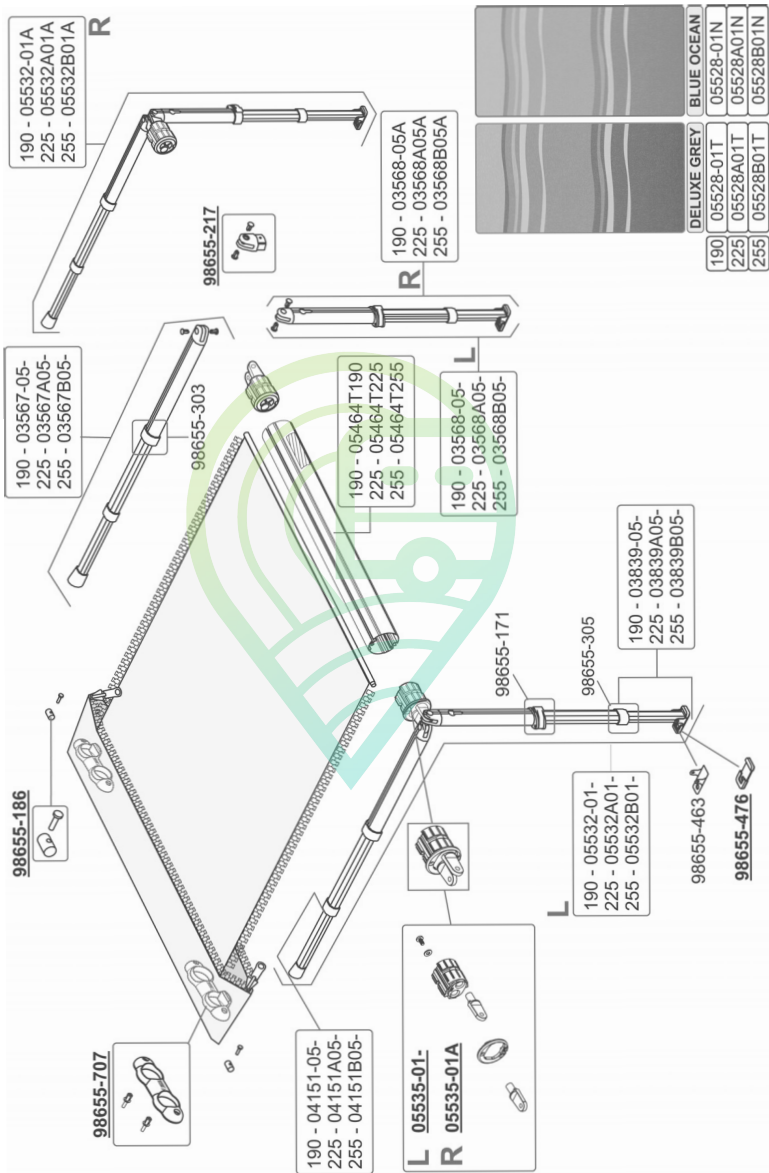 98655-707
98655-186
190 - 03567-05-
225 - 03567A05-
255 - 03567B05-
190 - 05532-01A
225 - 05532A01A
255 - 05532B01A
R
98655-303
98655-217
190 - 04151-05-
225 - 04151A05-
255 - 04151B05-
190 - 05464T190
225 - 05464T225
255 - 05464T255
R
190 - 03568-05A
225 - 03568A05A
255 - 03568B05A
L
190 - 03568-05-
225 - 03568A05-
255 - 03568B05-
L 05535-01-
R 05535-01A
98655-171
98655-305
L
190 - 05532-01-
225 - 05532A01-
255 - 05532B01-
190 - 03839-05-
225 - 03839A05-
255 - 03839B05-
98655-463
98655-476
DELUXE GREY BLUE OCEAN
190 05528-01T 05528-01N
225 05528A01T 05528A01N
255 05528B01T 05528B01N